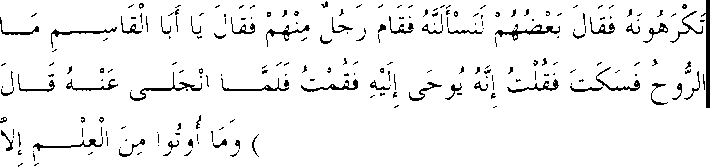 تَكْرَهُونَهُ فَقَالَ بَعْضُهُمْ لَنَسْأَلَنَّهُ فَقَامَ رَجُلٌ مِنْهُمْ فَقَالَ يَا أَبَا الْقَاسِمِ مَا
الرُّوحُ فَسَكَتَ فَقُلْتُ إِنَّهُ يُوحَى إِلَيْهِ فَقُمْتُ فَلَمَّا انْجَلَى عَنْهُ قَالَ
) وَمَا أُوتُوا مِنَ الْعِلْمِ إِلاَّ